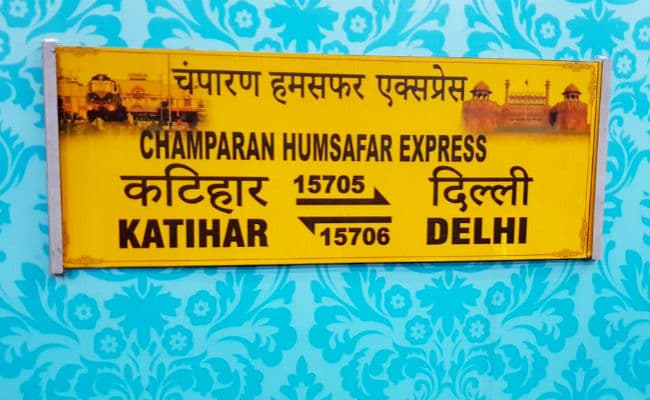 चंपारण हमसफर एक्सप्रेस
CHAMPARAN HUMSAFAR EXPRESS
कटिहार 15705 दिल्ली
KATIHAR 15706 DELHI